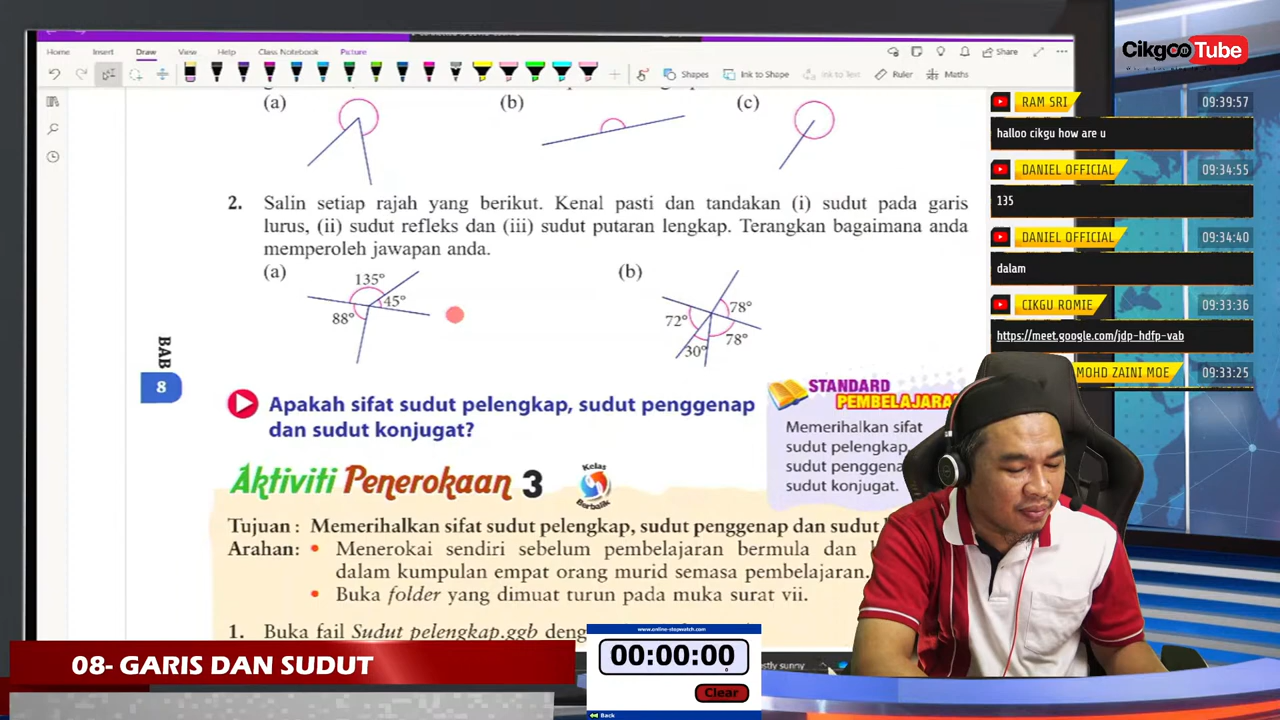 Home Insert Draw View Help Class Notebook Picture Share
Shapes Ink to Shape Ink to Text Ruler Maths
CikgooTube
(a) (b) (c)
2. Salin setiap rajah yang berikut. Kenal pasti dan tandakan (i) sudut pada garis
lurus, (ii) sudut refleks dan (iii) sudut putaran lengkap. Terangkan bagaimana anda
memperoleh jawapan anda.
(a) 135° 45° 88°
(b) 78° 72° 78° 30°
BAB
8
Apakah sifat sudut pelengkap, sudut penggenap
dan sudut konjugat?
STANDARD
PEMBELAJARAN
Memerihalkan sifat
sudut pelengkap,
sudut penggena
sudut konjugat.
Aktiviti Penerokaan 3
Kelas
Berbalik
Tujuan : Memerihalkan sifat sudut pelengkap, sudut penggenap dan sudut
Arahan: • Menerokai sendiri sebelum pembelajaran bermula dan
dalam kumpulan empat orang murid semasa pembelajaran.
• Buka folder yang dimuat turun pada muka surat vii.
1. Buka fail Sudut pelengkap.ggb
RAM SRI 09:39:57
halloo cikgu how are u
DANIEL OFFICIAL 09:34:55
135
DANIEL OFFICIAL 09:34:40
dalam
CIKGU ROMIE 09:33:36
https://meet.google.com/jdp-hdfp-vab
MOHD ZAINI MOE 09:33:25
08- GARIS DAN SUDUT
www.online-stopwatch.com
00:00:00
Clear
Back
sunny